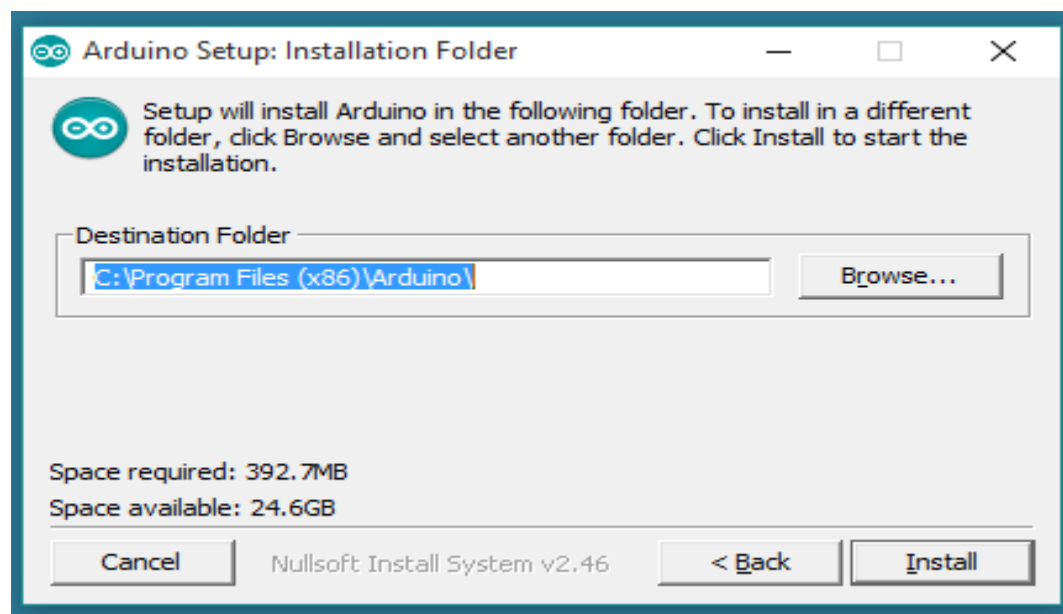 Arduino Setup: Installation Folder
Setup will install Arduino in the following folder. To install in a different
folder, click Browse and select another folder. Click Install to start the
installation.
Destination Folder
C:\Program Files (x86)\Arduino\
Browse...
Space required: 392.7MB
Space available: 24.6GB
Cancel
Nullsoft Install System v2.46
< Back
Install